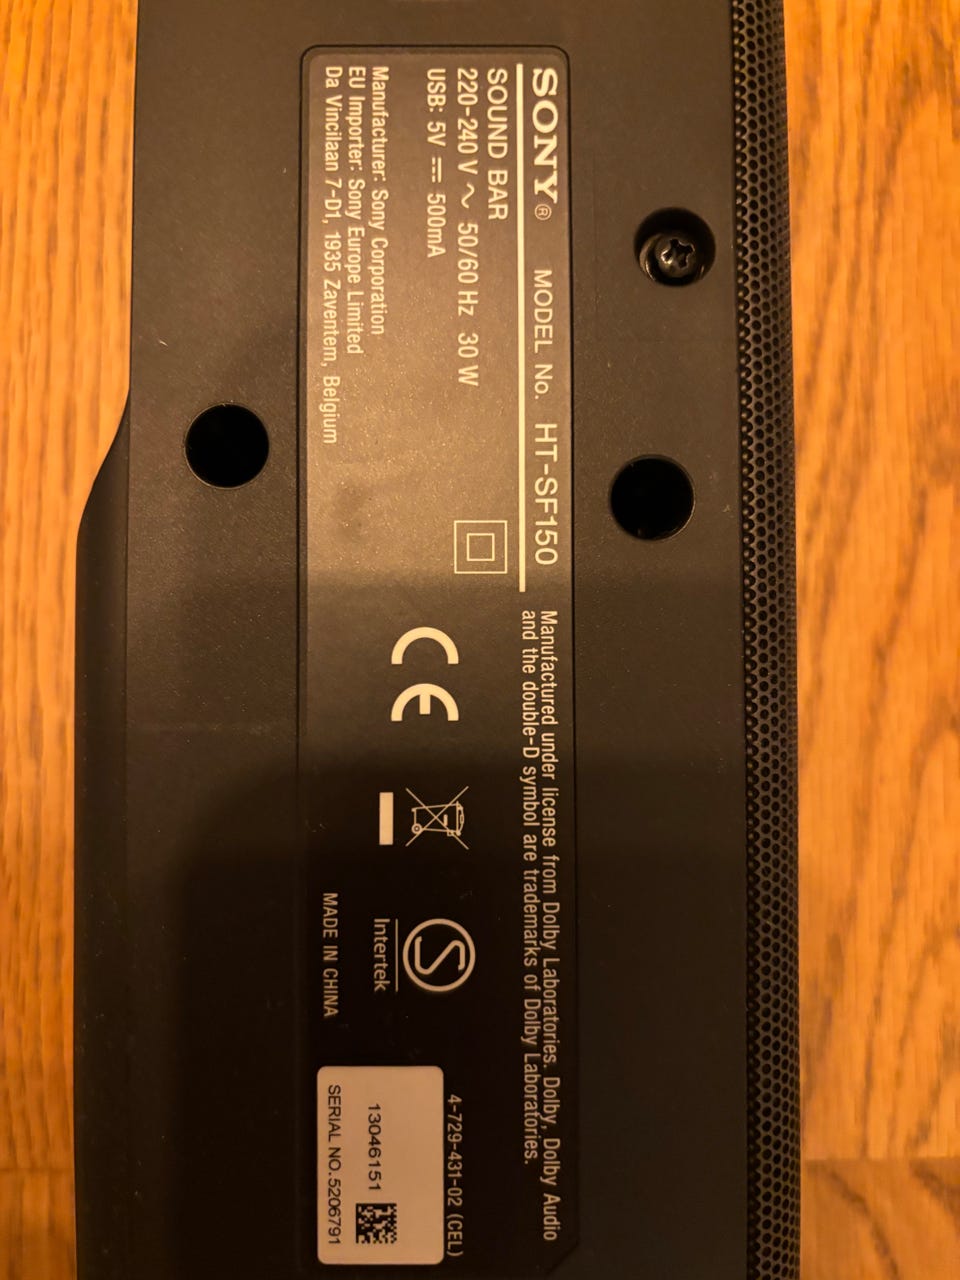 SONY® MODEL No. HT-SF150
SOUND BAR
220-240 V ~ 50/60 Hz 30 W
USB: 5V ⎓ 500mA
Manufacturer: Sony Corporation
EU Importer: Sony Europe Limited
Da Vincilaan 7-D1, 1935 Zaventem, Belgium
Manufactured under license from Dolby Laboratories. Dolby, Dolby Audio
and the double-D symbol are trademarks of Dolby Laboratories.
CE
S
Intertek
MADE IN CHINA
4-729-431-02 (CEL)
13046151
SERIAL NO. 5206791